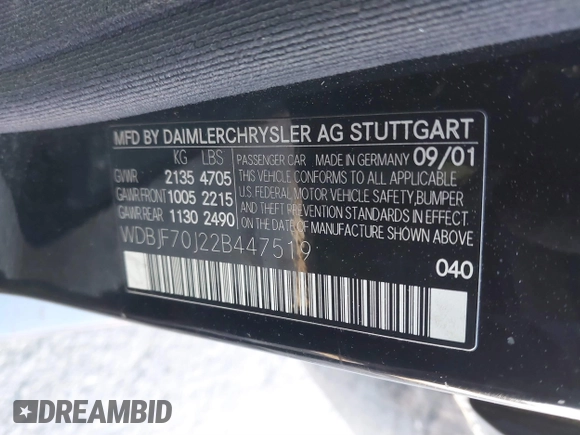 MFD BY DAIMLERCHRYSLER AG STUTTGART
KG LBS
GVWR 2135 4705
GAWR FRONT 1005 2215
GAWR REAR 1130 2490
PASSENGER CAR MADE IN GERMANY 09/01
THIS VEHICLE CONFORMS TO ALL APPLICABLE
U.S. FEDERAL MOTOR VEHICLE SAFETY, BUMPER
AND THEFT PREVENTION STANDARDS IN EFFECT
ON THE DATE OF MANUFACTURE SHOWN ABOVE
WDBJF70J22B447519
040
DREAMBID